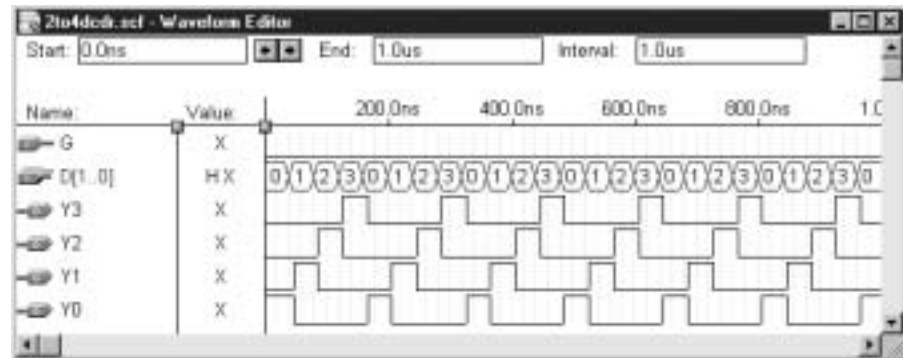 2to4dcdr.scf - Waveform Editor
Start: 0.0ns End: 1.0us Interval: 1.0us
Name: Value: 200.0ns 400.0ns 600.0ns 800.0ns 1.0
G X
D[1..0] H X 0 1 2 3 0 1 2 3 0 1 2 3 0 1 2 3 0 1 2 3 0 1 2 3 0
Y3 X
Y2 X
Y1 X
Y0 X